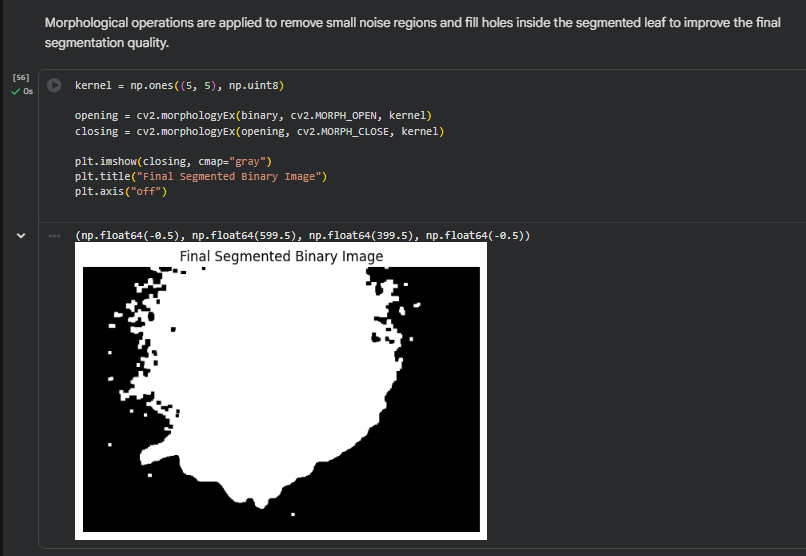 Morphological operations are applied to remove small noise regions and fill holes inside the segmented leaf to improve the final
segmentation quality.
[56]
0s
kernel = np.ones((5, 5), np.uint8)
opening = cv2.morphologyEx(binary, cv2.MORPH_OPEN, kernel)
closing = cv2.morphologyEx(opening, cv2.MORPH_CLOSE, kernel)
plt.imshow(closing, cmap="gray")
plt.title("Final Segmented Binary Image")
plt.axis("off")
(np.float64(-0.5), np.float64(599.5), np.float64(399.5), np.float64(-0.5))
Final Segmented Binary Image